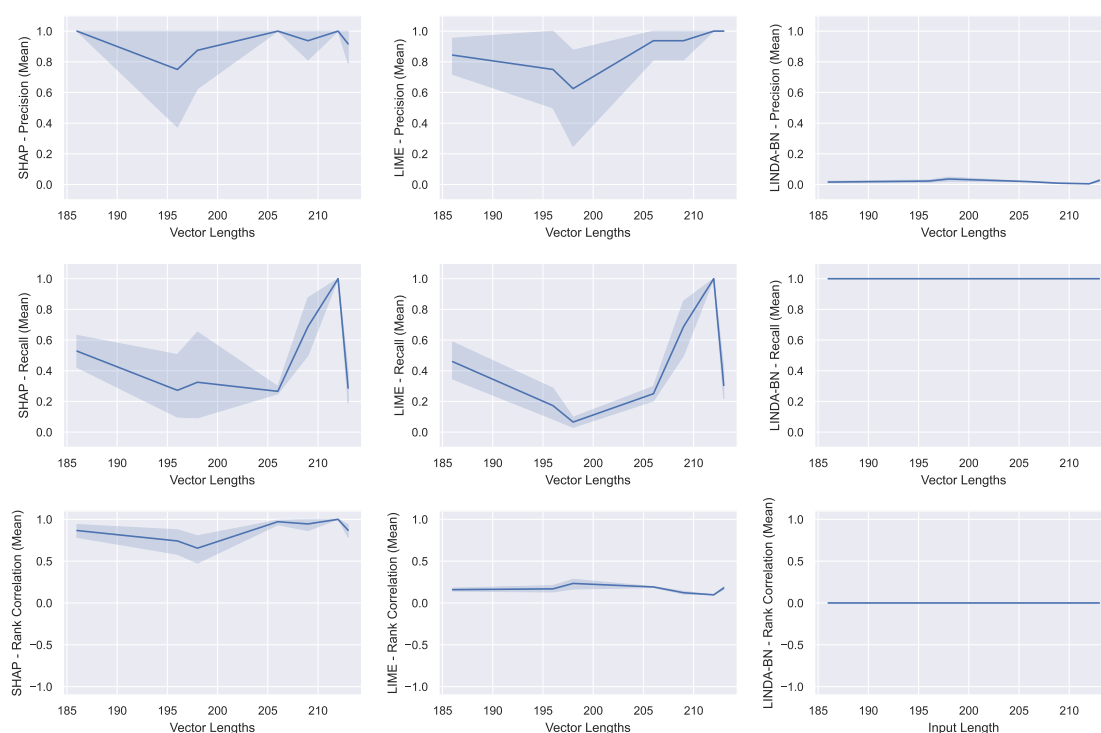 SHAP - Precision (Mean)
1.0
0.8
0.6
0.4
0.2
0.0
185 190 195 200 205 210
Vector Lengths
LIME - Precision (Mean)
1.0
0.8
0.6
0.4
0.2
0.0
185 190 195 200 205 210
Vector Lengths
LINDA-BN - Precision (Mean)
1.0
0.8
0.6
0.4
0.2
0.0
185 190 195 200 205 210
Vector Lengths
SHAP - Recall (Mean)
1.0
0.8
0.6
0.4
0.2
0.0
185 190 195 200 205 210
Vector Lengths
LIME - Recall (Mean)
1.0
0.8
0.6
0.4
0.2
0.0
185 190 195 200 205 210
Vector Lengths
LINDA-BN - Recall (Mean)
1.0
0.8
0.6
0.4
0.2
0.0
185 190 195 200 205 210
Vector Lengths
SHAP - Rank Correlation (Mean)
1.0
0.5
0.0
−0.5
−1.0
185 190 195 200 205 210
Vector Lengths
LIME - Rank Correlation (Mean)
1.0
0.5
0.0
−0.5
−1.0
185 190 195 200 205 210
Vector Lengths
LINDA-BN - Rank Correlation (Mean)
1.0
0.5
0.0
−0.5
−1.0
185 190 195 200 205 210
Input Length